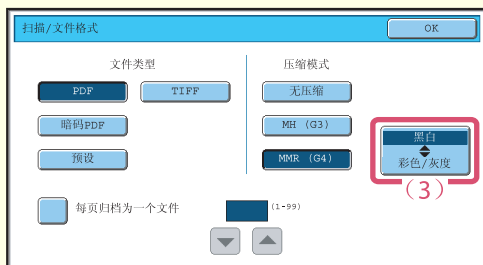 扫描/文件格式
OK
文件类型
压缩模式
PDF
TIFF
无压缩
暗码PDF
MH (G3)
黑白
彩色/灰度
预设
MMR (G4)
(3)
每页归档为一个文件
(1-99)